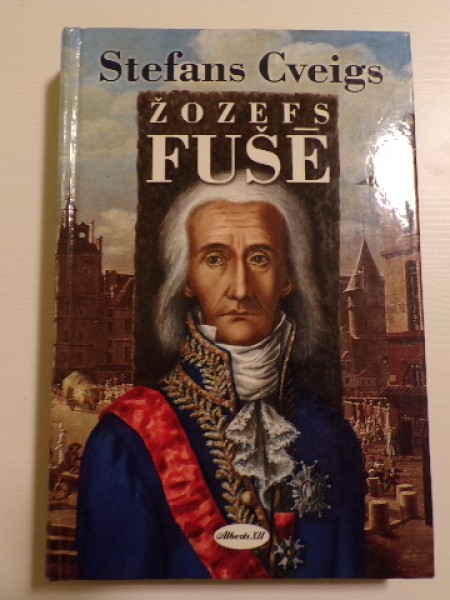 Stefans Cveigs
ŽOZEFS
FUŠĒ
Alberts XII